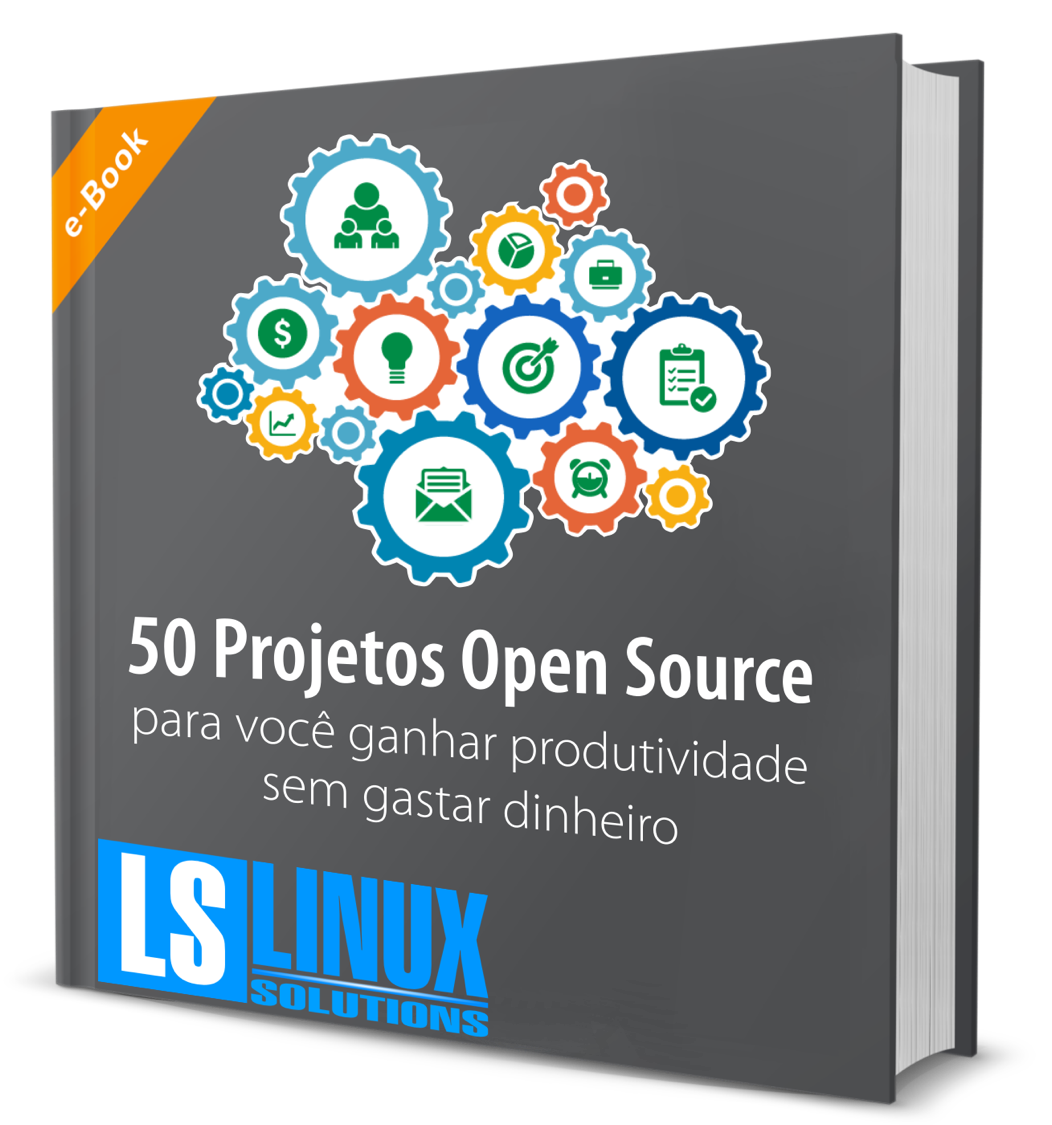 e-Book
$
50 Projetos Open Source
para você ganhar produtividade
sem gastar dinheiro
LS LINUX
SOLUTIONS